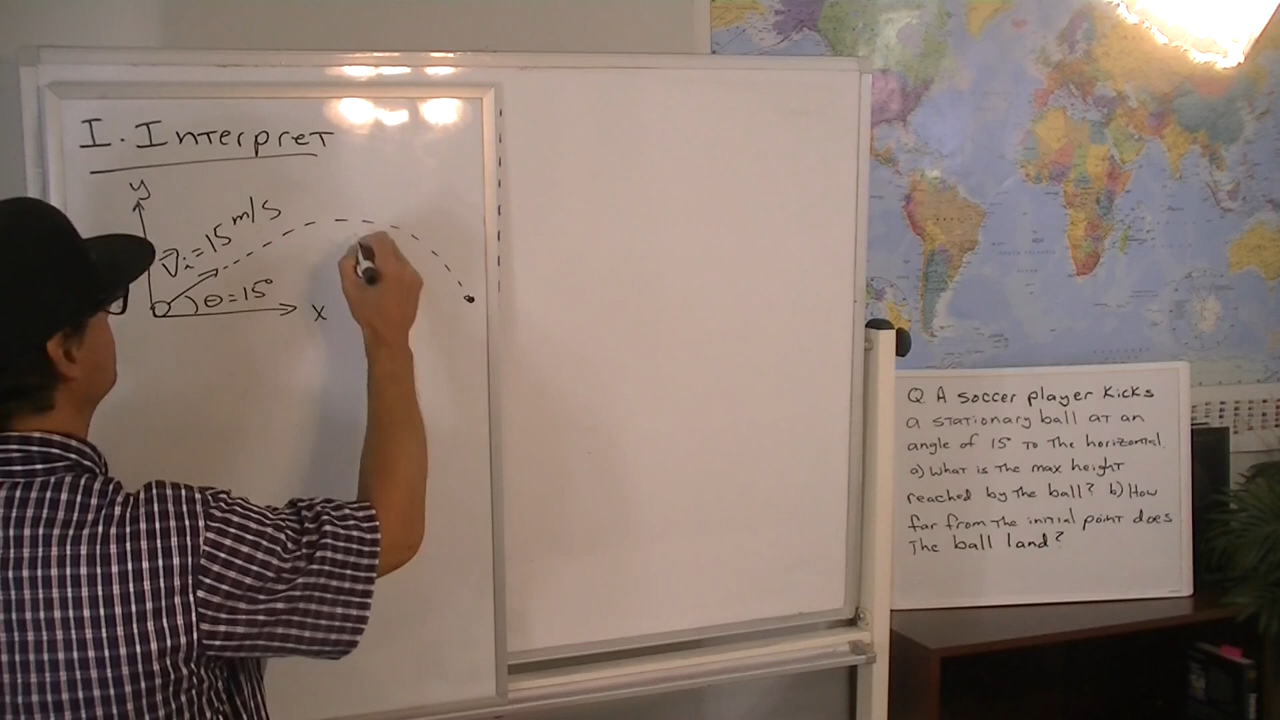 I. Interpret
y
V⃗i = 15 m/s
θ = 15°
x
Q A soccer player kicks
a stationary ball at an
angle of 15° to the horizontal.
a) What is the max height
reached by the ball? b) How
far from the initial point does
the ball land?